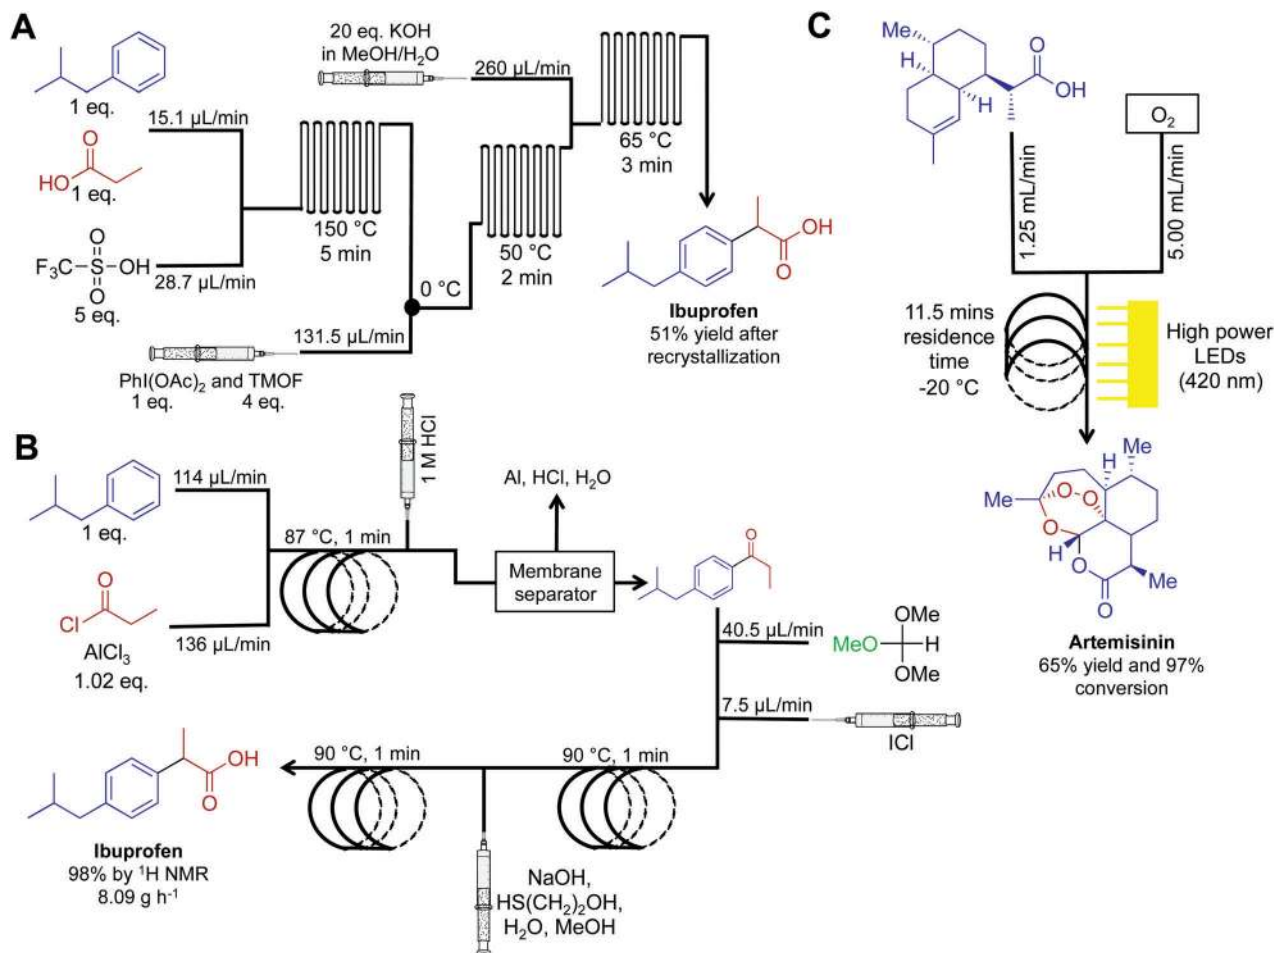 A
1 eq.
15.1 µL/min
O
HO
1 eq.
O
F3C–S–OH
O
5 eq.
28.7 µL/min
150 °C
5 min
PhI(OAc)2 and TMOF
1 eq. 4 eq.
131.5 µL/min
0 °C
20 eq. KOH
in MeOH/H2O
260 µL/min
50 °C
2 min
65 °C
3 min
OH
O
Ibuprofen
51% yield after
recrystallization
B
1 eq.
114 µL/min
O
Cl
AlCl3
1.02 eq.
136 µL/min
87 °C, 1 min
1 M HCl
Al, HCl, H2O
Membrane
separator
O
40.5 µL/min
OMe
MeO H
OMe
7.5 µL/min
ICl
90 °C, 1 min
NaOH,
HS(CH2)2OH,
H2O, MeOH
90 °C, 1 min
OH
O
Ibuprofen
98% by 1H NMR
8.09 g h-1
C
Me
H
H
O
OH
O2
1.25 mL/min
5.00 mL/min
11.5 mins
residence
time
-20 °C
High power
LEDs
(420 nm)
H
Me
Me
O
O
O
H
O
O
Me
Artemisinin
65% yield and 97%
conversion